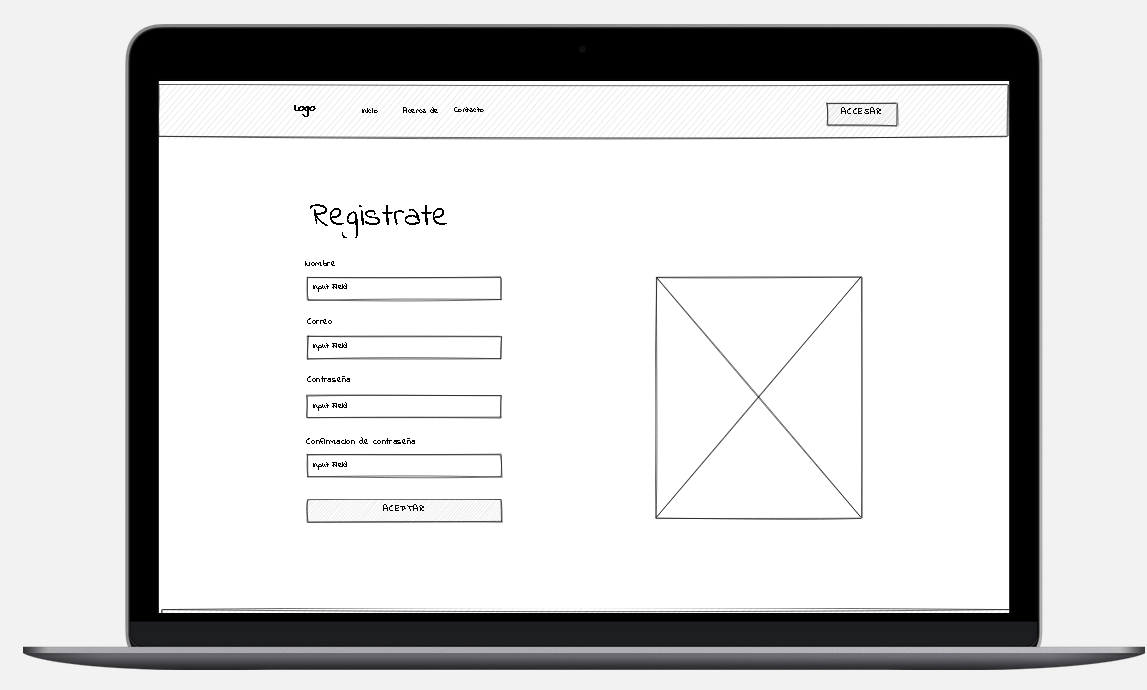 Logo
Inicio
Acerca de
Contacto
ACCESAR
Registrate
Nombre
Input Field
Correo
Input Field
Contraseña
Input Field
Confirmacion de contraseña
Input Field
ACEPTAR